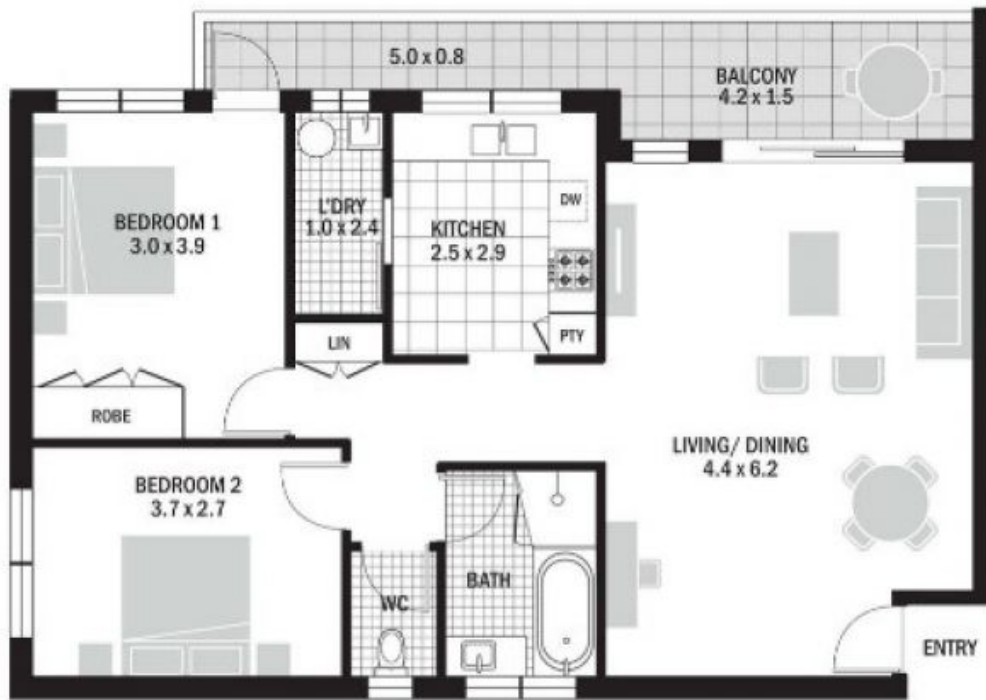 5.0 x 0.8
BALCONY
4.2 x 1.5
BEDROOM 1
3.0 x 3.9
L'DRY
1.0 x 2.4
KITCHEN
2.5 x 2.9
DW
PTY
LIN
ROBE
LIVING/ DINING
4.4 x 6.2
BEDROOM 2
3.7 x 2.7
WC
BATH
ENTRY